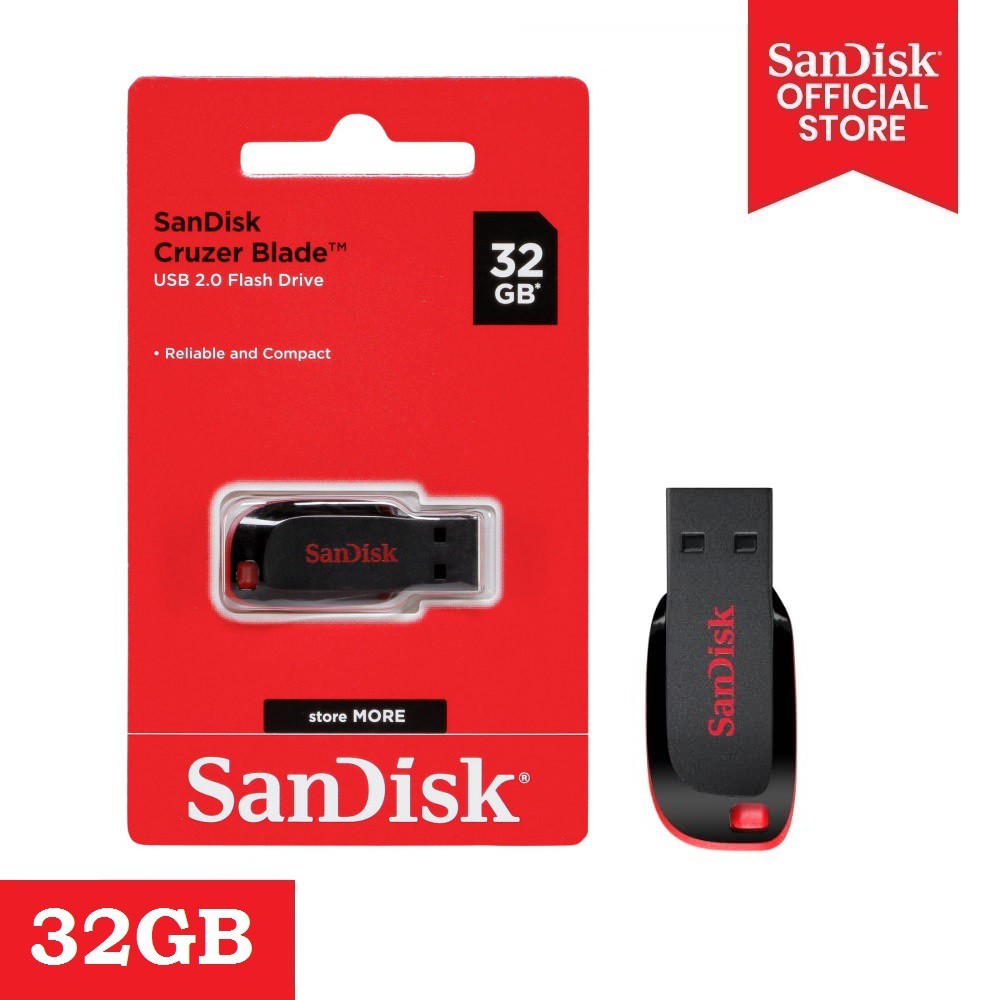 SanDisk®
OFFICIAL
STORE
SanDisk
Cruzer Blade™
USB 2.0 Flash Drive
32
GB*
• Reliable and Compact
SanDisk
SanDisk
store MORE
SanDisk®
32GB